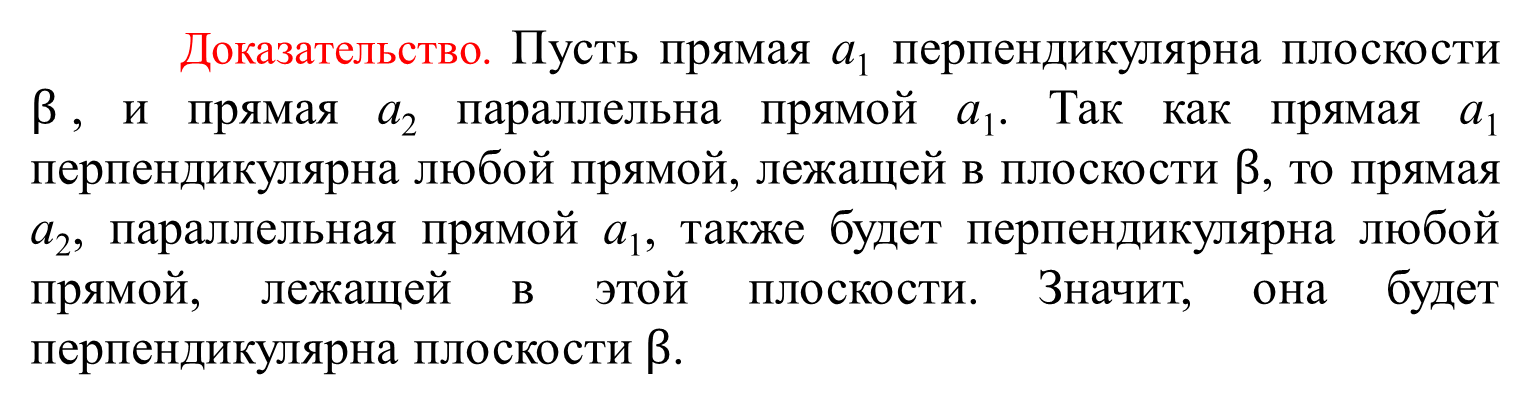 Доказательство. Пусть прямая a₁ перпендикулярна плоскости
β , и прямая a₂ параллельна прямой a₁. Так как прямая a₁
перпендикулярна любой прямой, лежащей в плоскости β, то прямая
a₂, параллельная прямой a₁, также будет перпендикулярна любой
прямой, лежащей в этой плоскости. Значит, она будет
перпендикулярна плоскости β.